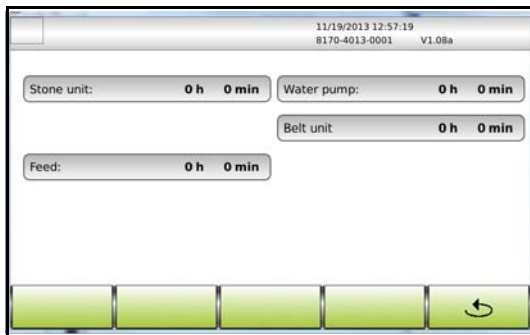 11/19/2013 12:57:19
8170-4013-0001 V1.08a
Stone unit: 0 h 0 min Water pump: 0 h 0 min
Belt unit 0 h 0 min
Feed: 0 h 0 min